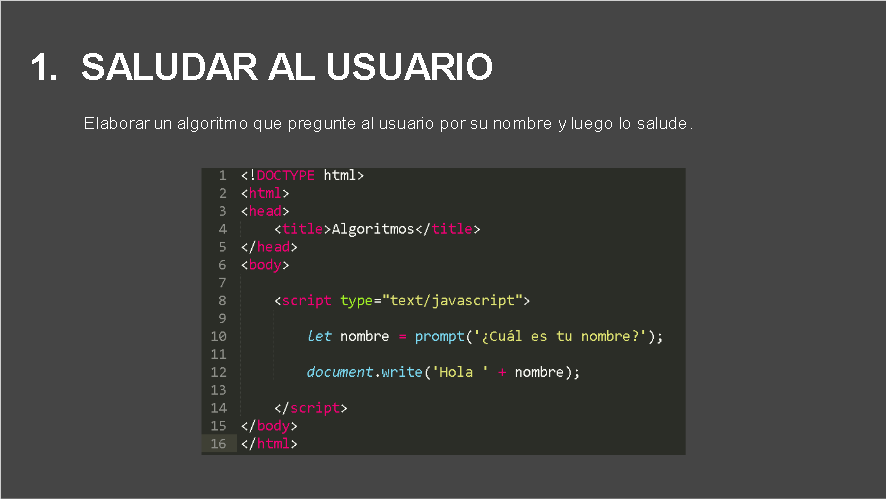 1. SALUDAR AL USUARIO
Elaborar un algoritmo que pregunte al usuario por su nombre y luego lo salude.
1 <!DOCTYPE html>
2 <html>
3 <head>
4     <title>Algoritmos</title>
5 </head>
6 <body>
7
8     <script type="text/javascript">
9
10         let nombre = prompt('¿Cuál es tu nombre?');
11
12         document.write('Hola ' + nombre);
13
14     </script>
15 </body>
16 </html>